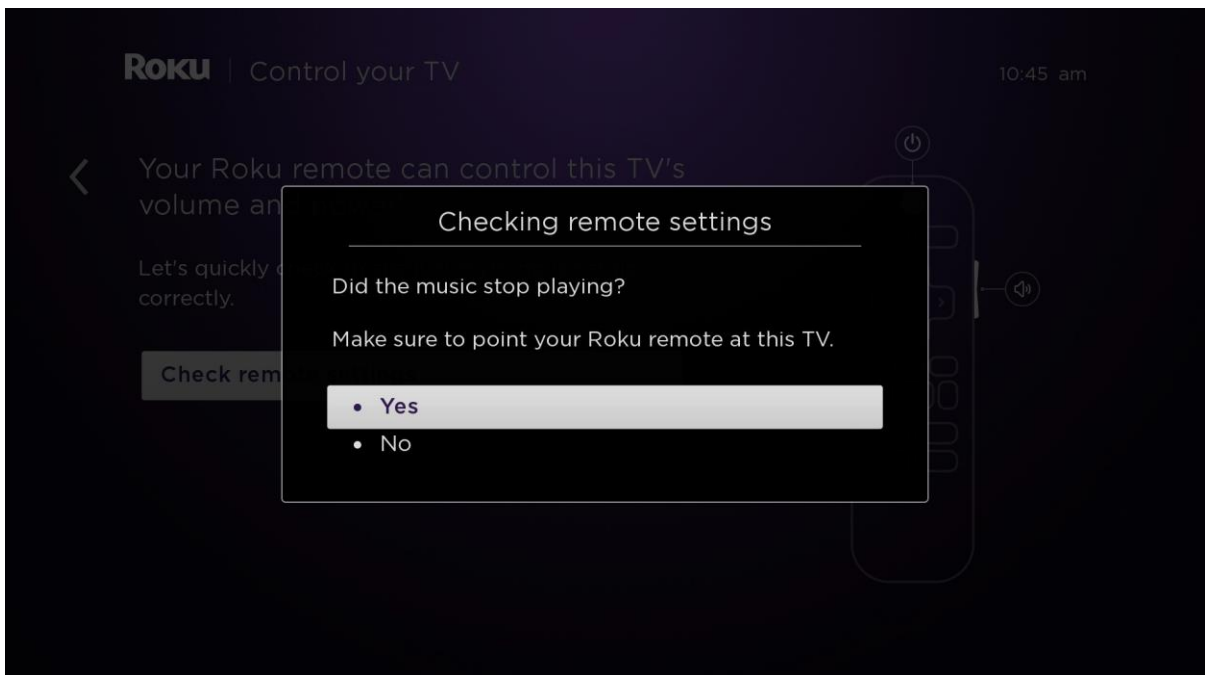 Roku | Control your TV
10:45 am
Your Roku remote can control this TV's
volume an
Let's quickly
correctly.
Check rem
Checking remote settings
Did the music stop playing?
Make sure to point your Roku remote at this TV.
• Yes
• No